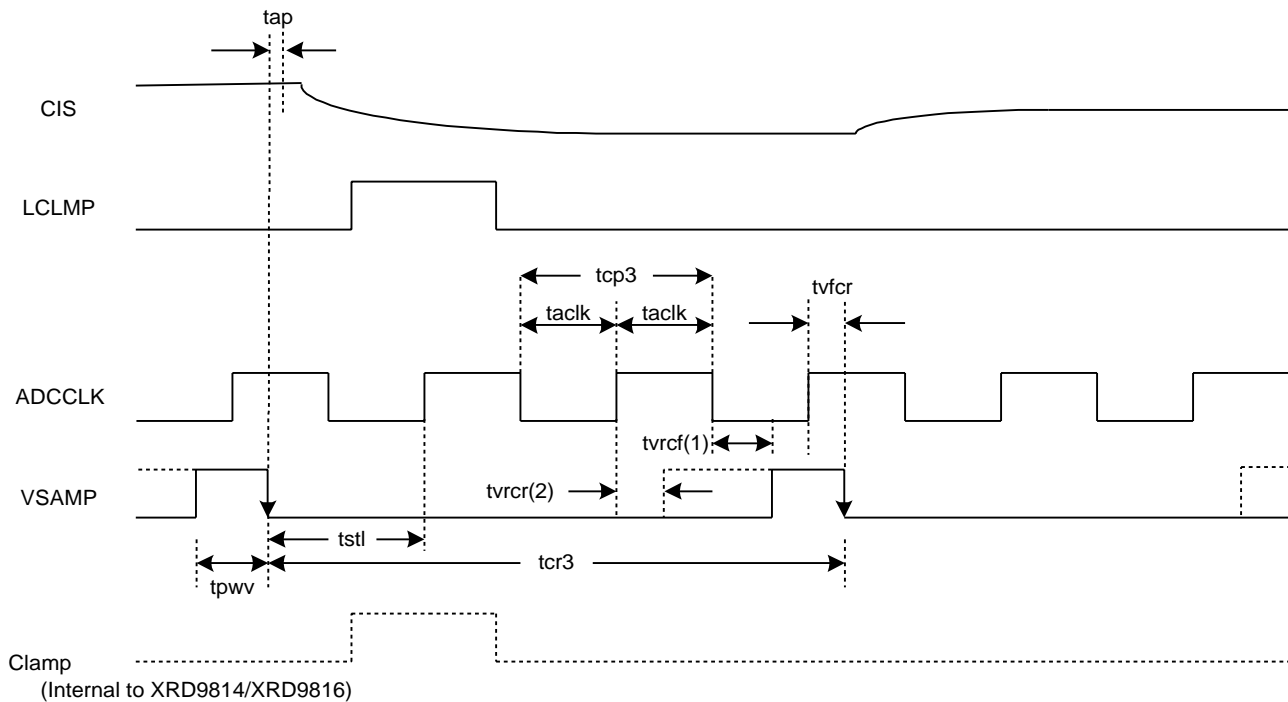 tap
CIS
LCLMP
tcp3
tvfcr
taclk
taclk
ADCCLK
tvrcf(1)
VSAMP
tvrcr(2)
tstl
tcr3
tpwv
Clamp
(Internal to XRD9814/XRD9816)